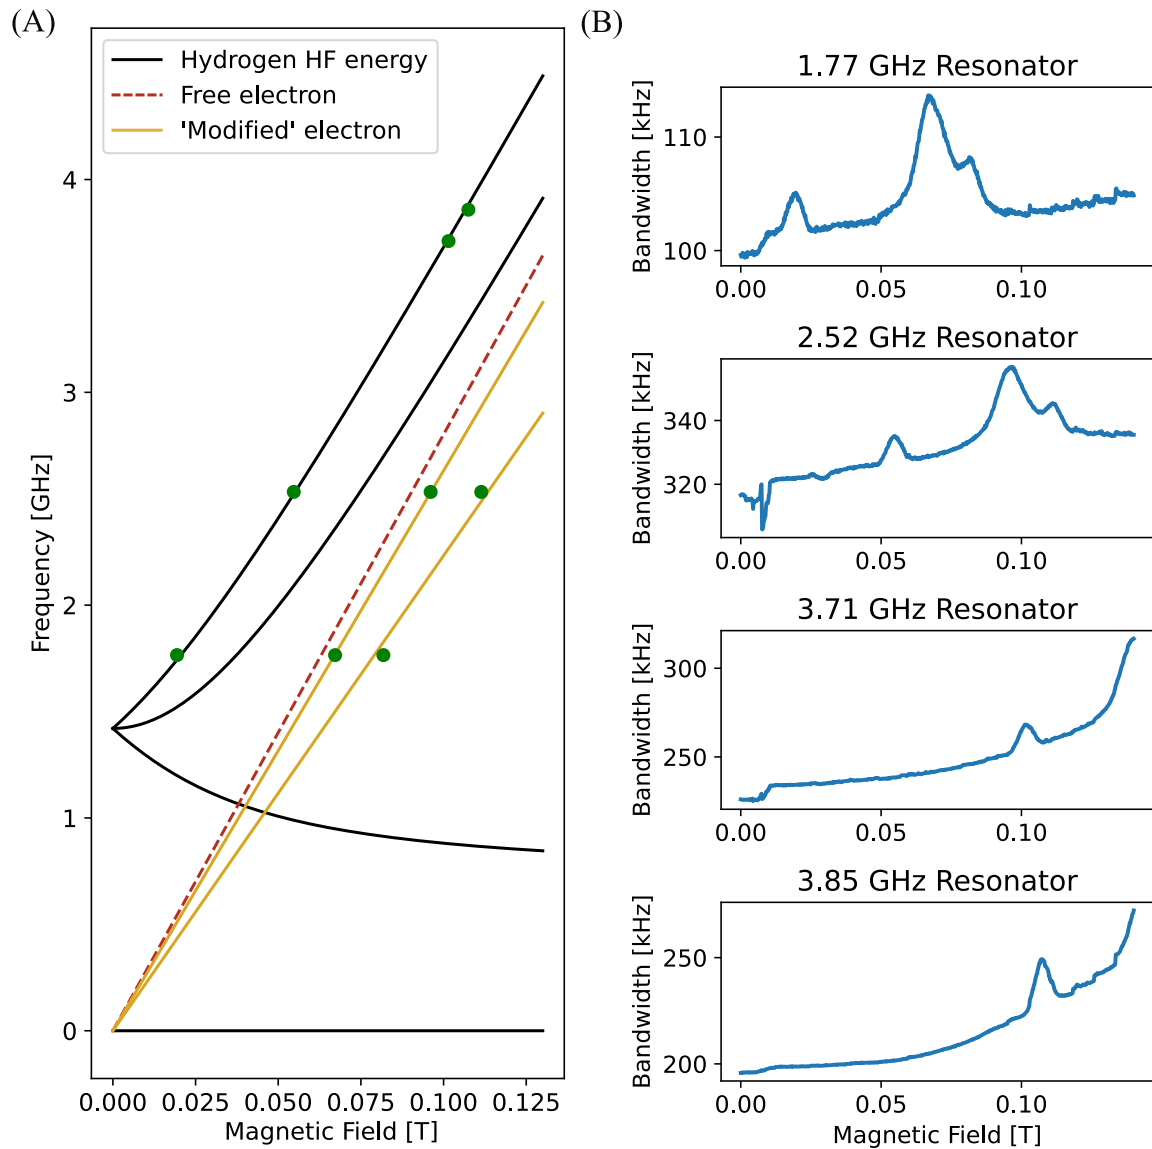 (A)
Hydrogen HF energy
Free electron
'Modified' electron
4
3
2
1
0
Frequency [GHz]
0.000 0.025 0.050 0.075 0.100 0.125
Magnetic Field [T]
(B)
1.77 GHz Resonator
110
100
Bandwidth [kHz]
0.00 0.05 0.10
2.52 GHz Resonator
340
320
Bandwidth [kHz]
0.00 0.05 0.10
3.71 GHz Resonator
300
250
Bandwidth [kHz]
0.00 0.05 0.10
3.85 GHz Resonator
250
200
Bandwidth [kHz]
0.00 0.05 0.10
Magnetic Field [T]